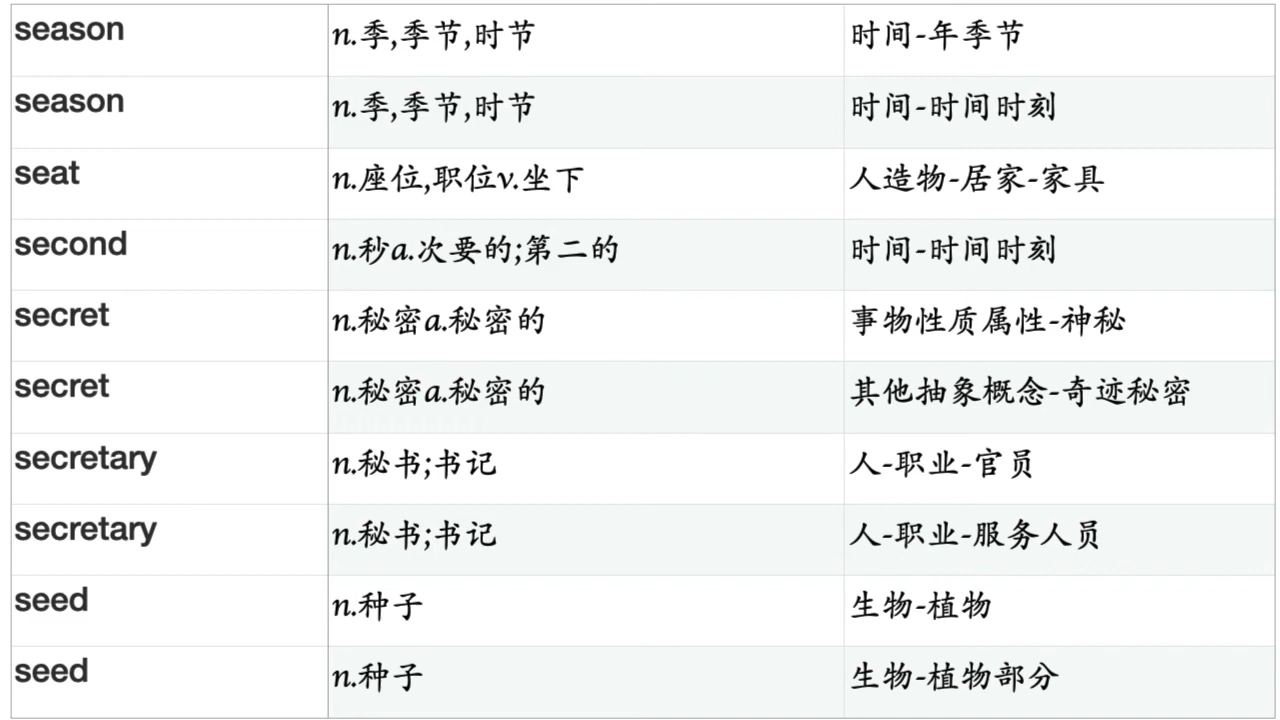 season n.季,季节,时节 时间-年季节
season n.季,季节,时节 时间-时间时刻
seat n.座位,职位v.坐下 人造物-居家-家具
second n.秒a.次要的;第二的 时间-时间时刻
secret n.秘密a.秘密的 事物性质属性-神秘
secret n.秘密a.秘密的 其他抽象概念-奇迹秘密
secretary n.秘书;书记 人-职业-官员
secretary n.秘书;书记 人-职业-服务人员
seed n.种子 生物-植物
seed n.种子 生物-植物部分